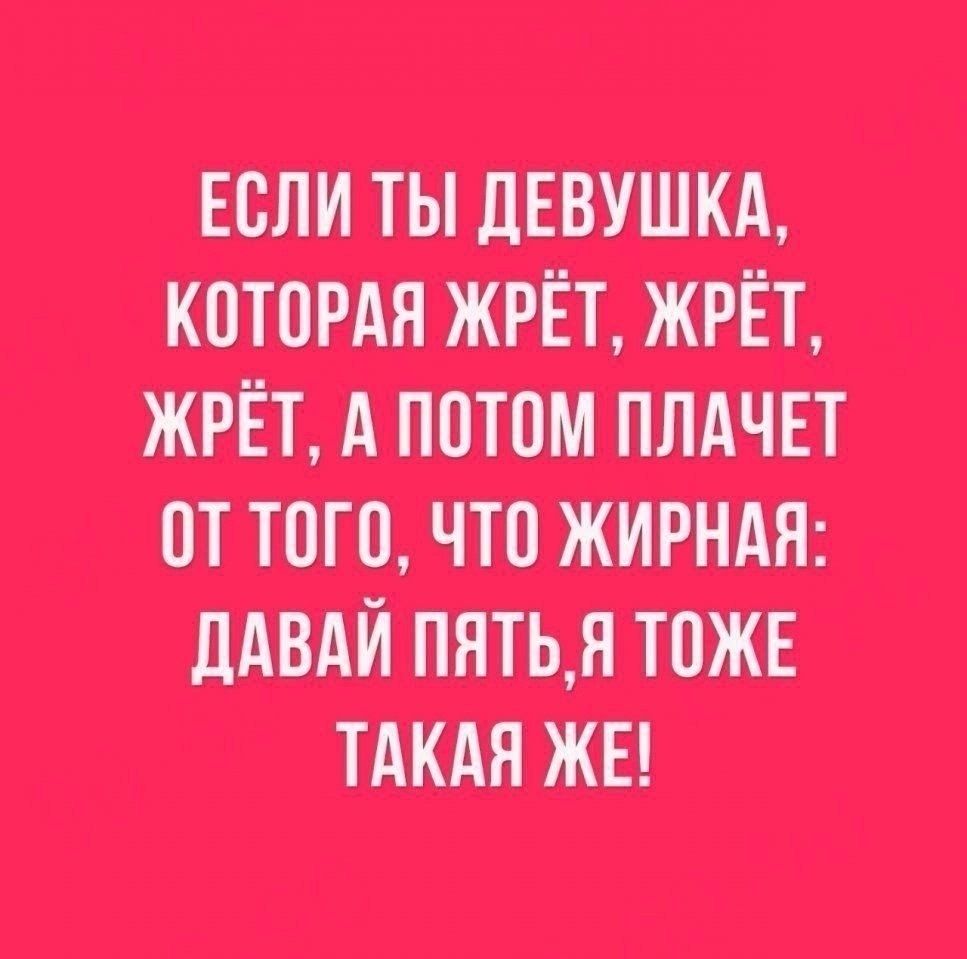 ЕСЛИ ТЫ ДЕВУШКА,
КОТОРАЯ ЖРЁТ, ЖРЁТ,
ЖРЁТ, А ПОТОМ ПЛАЧЕТ
ОТ ТОГО, ЧТО ЖИРНАЯ:
ДАВАЙ ПЯТЬ,Я ТОЖЕ
ТАКАЯ ЖЕ!